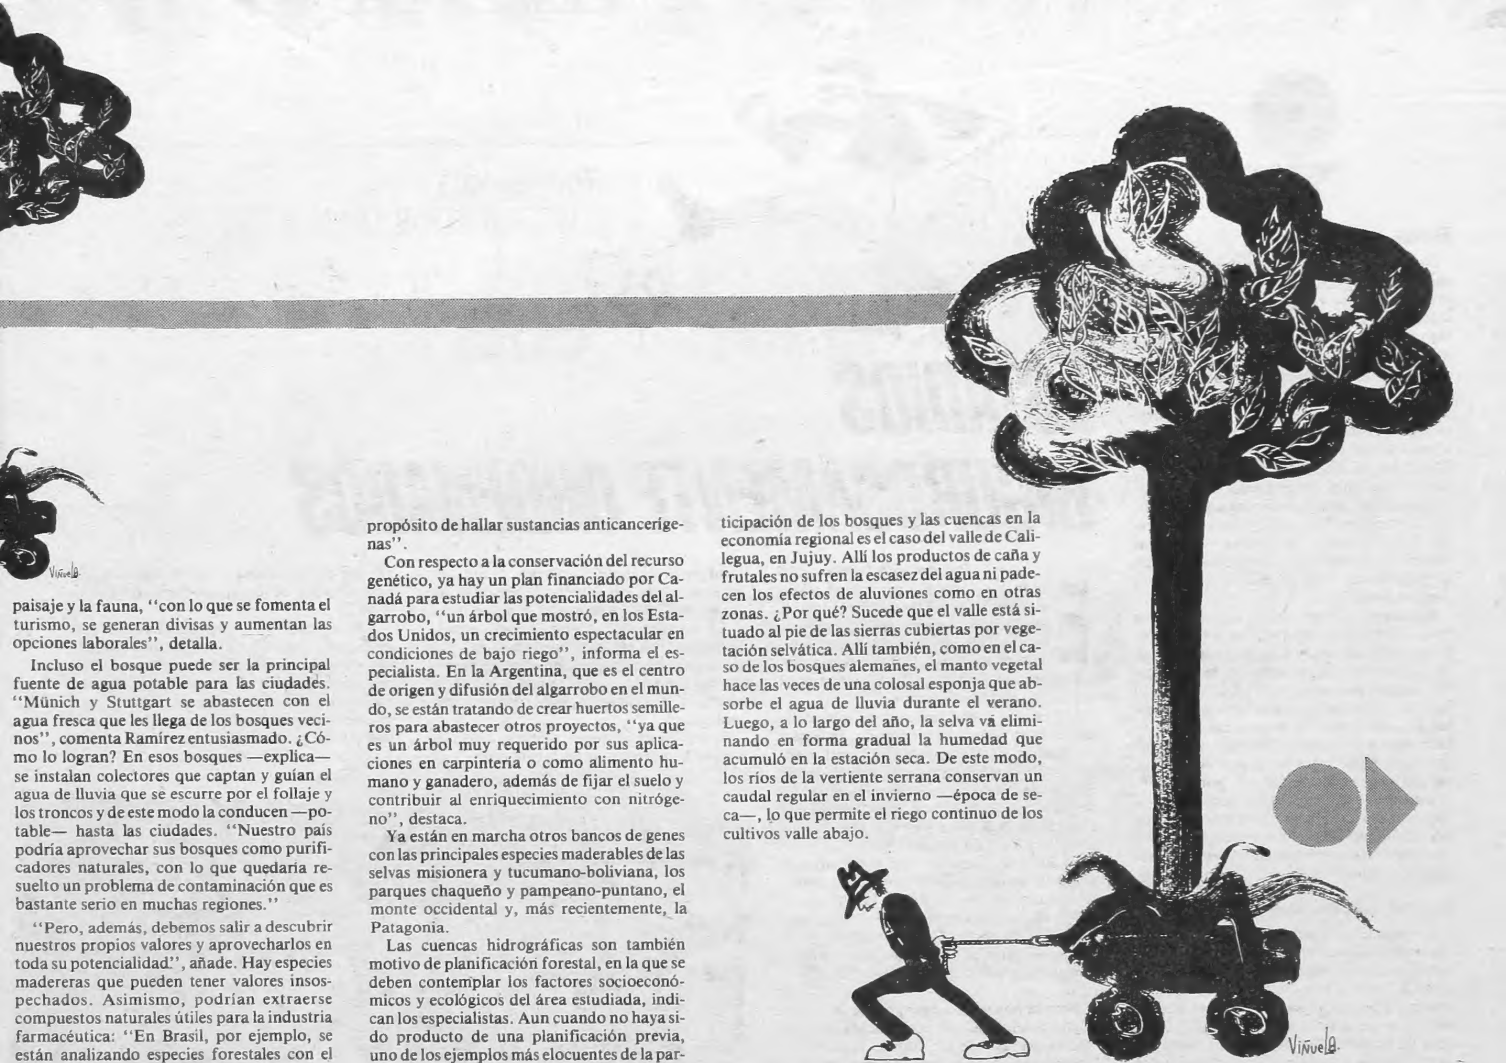 paisaje y la fauna, ‘‘con lo que se fomenta el
turismo, se generan divisas y aumentan las
opciones laborales’’, detalla.
Incluso el bosque puede ser la principal
fuente de agua potable para las ciudades.
‘‘Münich y Stuttgart se abastecen con el
agua fresca que les llega de los bosques veci-
nos’’, comenta Ramírez entusiasmado. ¿Có-
mo lo logran? En esos bosques —explica—
se instalan colectores que captan y guían el
agua de lluvia que se escurre por el follaje y
los troncos y de este modo la conducen —po-
table— hasta las ciudades. ‘‘Nuestro país
podría aprovechar sus bosques como purifi-
cadores naturales, con lo que quedaría re-
suelto un problema de contaminación que es
bastante serio en muchas regiones.’’
‘‘Pero, además, debemos salir a descubrir
nuestros propios valores y aprovecharlos en
toda su potencialidad’’, añade. Hay especies
madereras que pueden tener valores insos-
pechados. Asimismo, podrían extraerse
compuestos naturales útiles para la industria
farmacéutica: ‘‘En Brasil, por ejemplo, se
están analizando especies forestales con el
propósito de hallar sustancias anticanceríge-
nas’’.
Con respecto a la conservación del recurso
genético, ya hay un plan financiado por Ca-
nadá para estudiar las potencialidades del al-
garrobo, ‘‘un árbol que mostró, en los Esta-
dos Unidos, un crecimiento espectacular en
condiciones de bajo riego’’, informa el es-
pecialista. En la Argentina, que es el centro
de origen y difusión del algarrobo en el mun-
do, se están tratando de crear huertos semille-
ros para abastecer otros proyectos, ‘‘ya que
es un árbol muy requerido por sus aplica-
ciones en carpintería o como alimento hu-
mano y ganadero, además de fijar el suelo y
contribuir al enriquecimiento con nitróge-
no’’, destaca.
Ya están en marcha otros bancos de genes
con las principales especies maderables de las
selvas misionera y tucumano-boliviana, los
parques chaqueño y pampeano-puntano, el
monte occidental y, más recientemente, la
Patagonia.
Las cuencas hidrográficas son también
motivo de planificación forestal, en la que se
deben contemplar los factores socioeconó-
micos y ecológicos del área estudiada, indi-
can los especialistas. Aun cuando no haya si-
do producto de una planificación previa,
uno de los ejemplos más elocuentes de la par-
ticipación de los bosques y las cuencas en la
economía regional es el caso del valle de Cali-
legua, en Jujuy. Allí los productos de caña y
frutales no sufren la escasez del agua ni pade-
cen los efectos de aluviones como en otras
zonas. ¿Por qué? Sucede que el valle está si-
tuado al pie de las sierras cubiertas por vege-
tación selvática. Allí también, como en el ca-
so de los bosques alemanes, el manto vegetal
hace las veces de una colosal esponja que ab-
sorbe el agua de lluvia durante el verano.
Luego, a lo largo del año, la selva va elimi-
nando en forma gradual la humedad que
acumuló en la estación seca. De este modo,
los ríos de la vertiente serrana conservan un
caudal regular en el invierno —época de se-
ca—, lo que permite el riego continuo de los
cultivos valle abajo.
Viñuela.
Viñuela.